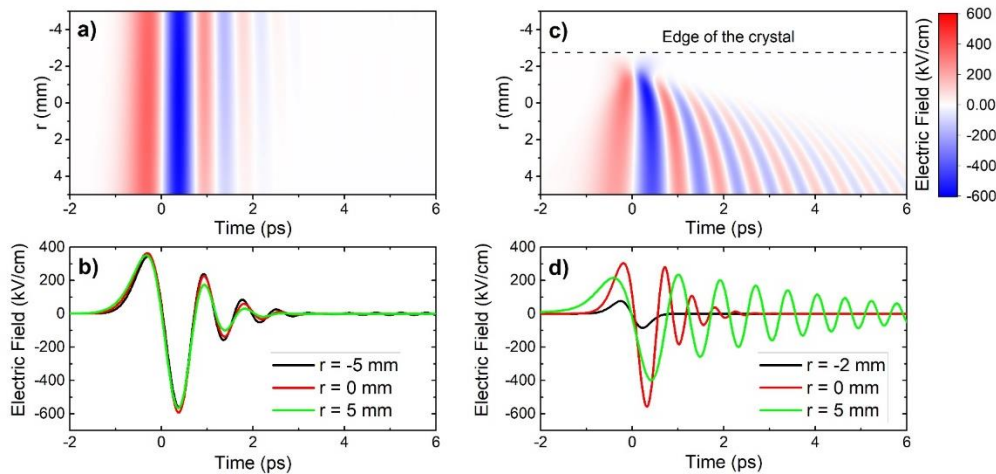 a)
-4
-2
0
2
4
r (mm)
-2 0 2 4 6
Time (ps)
c)
Edge of the crystal
-4
-2
0
2
4
r (mm)
-2 0 2 4 6
Time (ps)
600
400
200
0.00
-200
-400
-600
Electric Field (kV/cm)
b)
400
200
0
-200
-400
-600
Electric Field (kV/cm)
r = -5 mm
r = 0 mm
r = 5 mm
-2 0 2 4 6
Time (ps)
d)
400
200
0
-200
-400
-600
Electric Field (kV/cm)
r = -2 mm
r = 0 mm
r = 5 mm
-2 0 2 4 6
Time (ps)